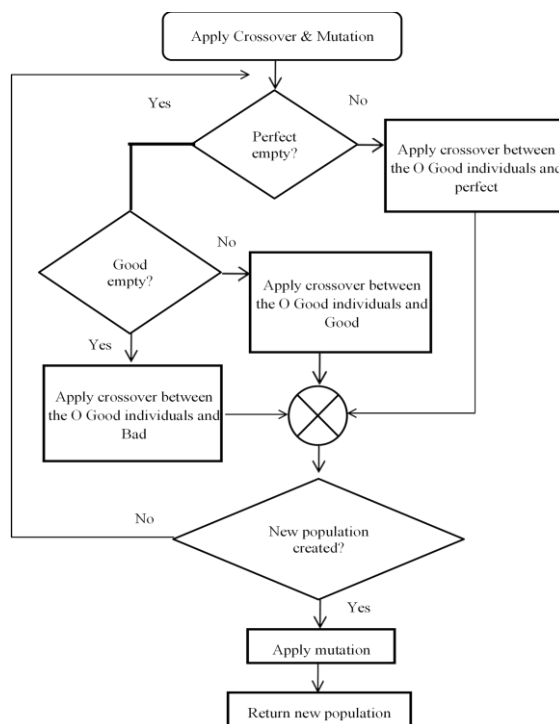 Apply Crossover & Mutation
Yes
No
Perfect
empty?
Apply crossover between
the O Good individuals and
perfect
No
Good
empty?
Apply crossover between
the O Good individuals and
Good
Yes
Apply crossover between
the O Good individuals and
Bad
No
New population
created?
Yes
Apply mutation
Return new population